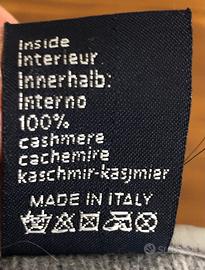 Inside
Interieur
Innerhalb:
Interno
100%
cashmere
cachemire
kaschmir-kasjmier
MADE IN ITALY